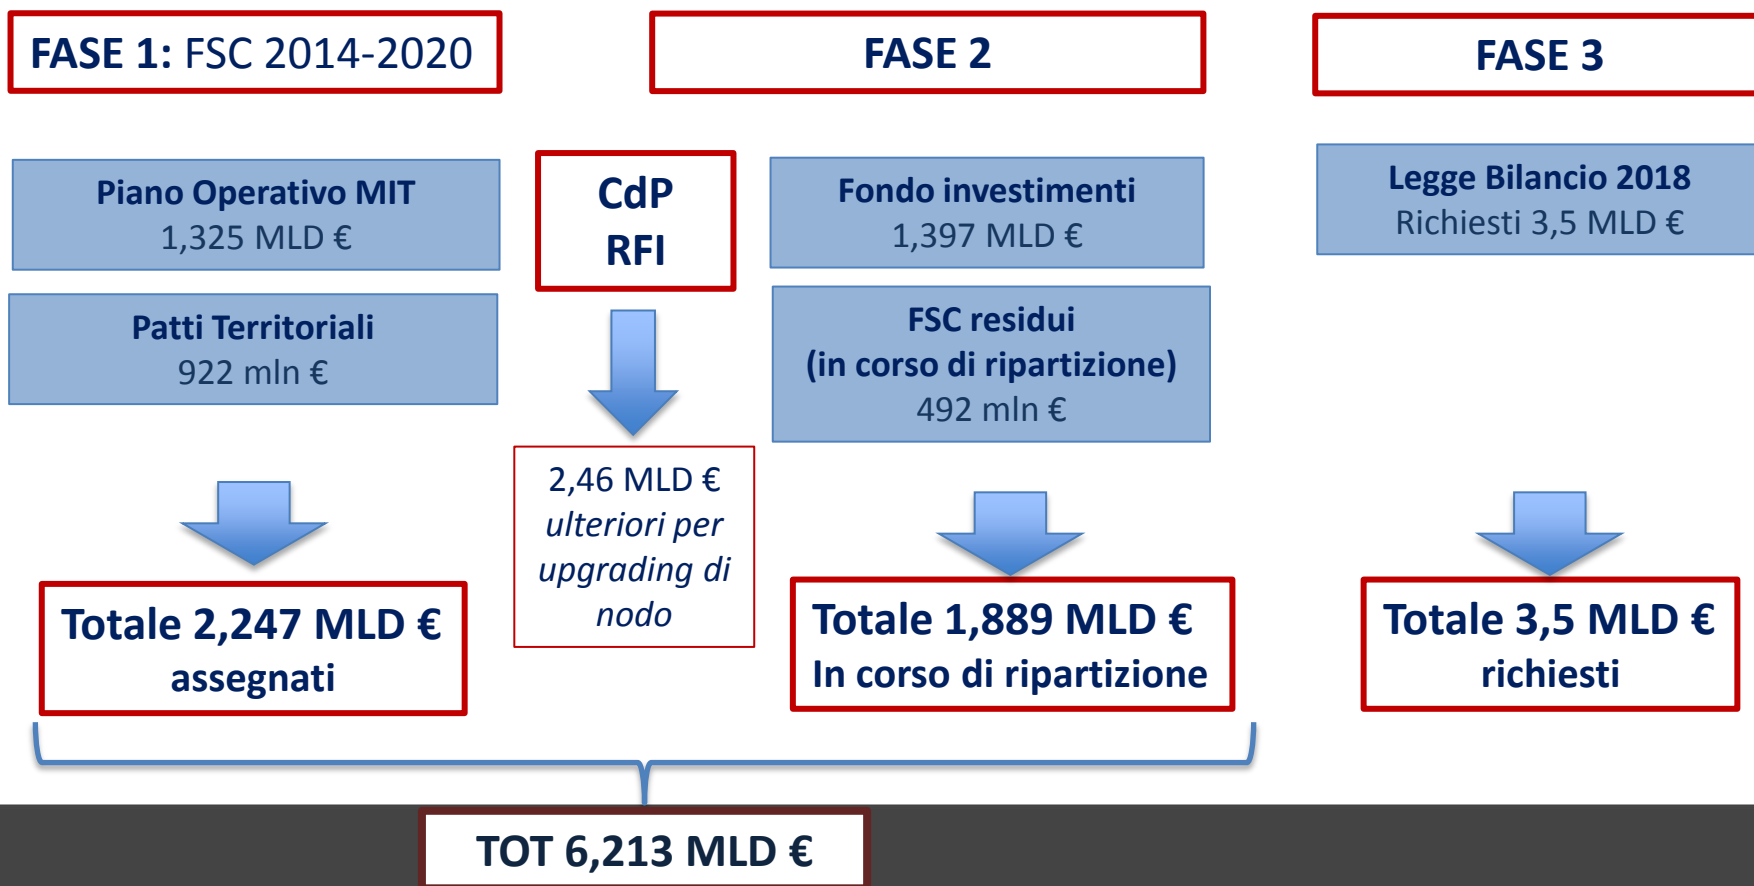 FASE 1: FSC 2014-2020
FASE 2
FASE 3
Piano Operativo MIT
1,325 MLD €
Patti Territoriali
922 mln €
CdP
RFI
Fondo investimenti
1,397 MLD €
FSC residui
(in corso di ripartizione)
492 mln €
Legge Bilancio 2018
Richiesti 3,5 MLD €
2,46 MLD €
ulteriori per
upgrading di
nodo
Totale 2,247 MLD €
assegnati
Totale 1,889 MLD €
In corso di ripartizione
Totale 3,5 MLD €
richiesti
TOT 6,213 MLD €